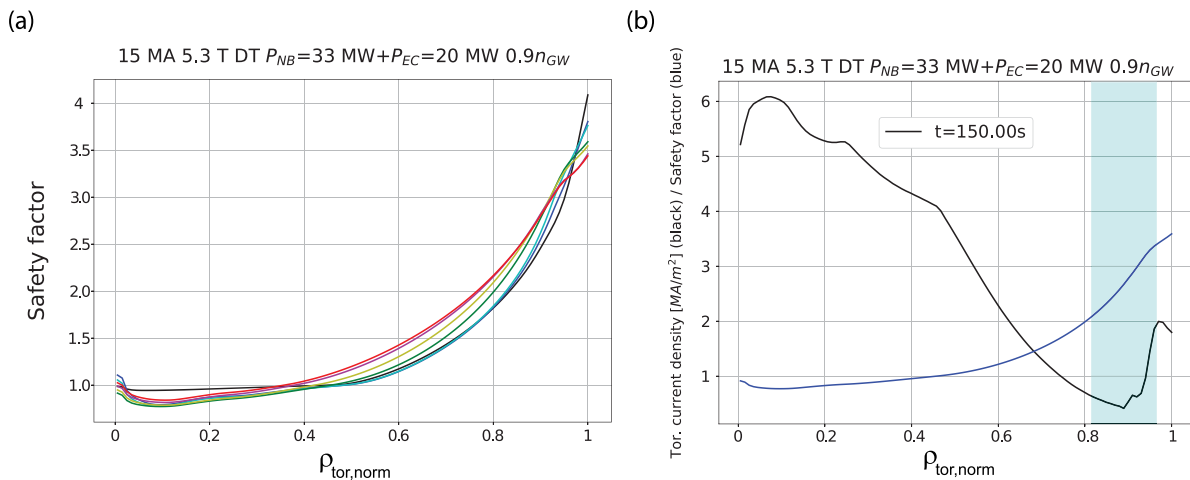 (a)
15 MA 5.3 T DT P_NB=33 MW+P_EC=20 MW 0.9n_GW
Safety factor
4
3.5
3.0
2.5
2.0
1.5
1.0
0
0.2
0.4
0.6
0.8
1
ρ_tor,norm
(b)
15 MA 5.3 T DT P_NB=33 MW+P_EC=20 MW 0.9n_GW
Tor. current density [MA/m²] (black) / Safety factor (blue)
6
5
4
3
2
1
t=150.00s
0
0.2
0.4
0.6
0.8
1
ρ_tor,norm